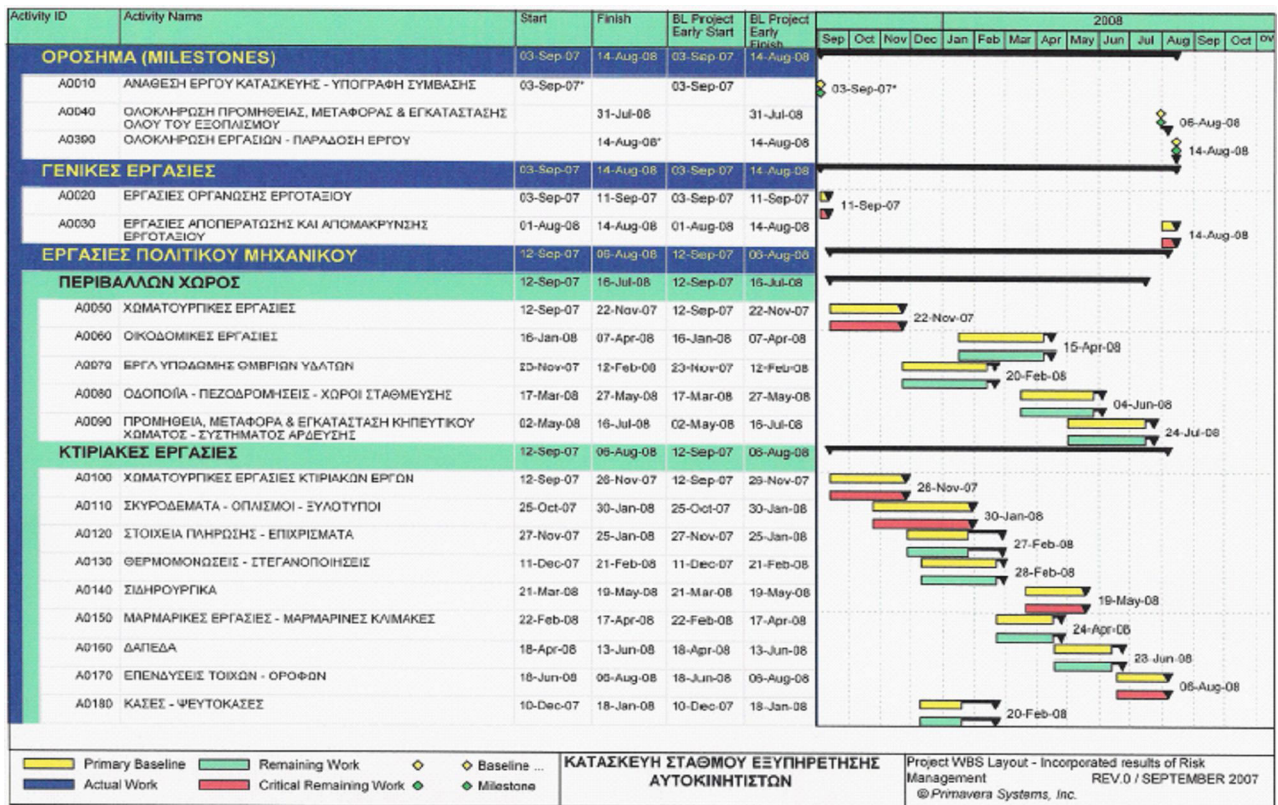 Activity ID Activity Name Start Finish BL Project Early Start BL Project Early Finish 2008
Sep Oct Nov Dec Jan Feb Mar Apr May Jun Jul Aug Sep Oct ov
ΟΡΟΣΗΜΑ (MILESTONES) 03-Sep-07 14-Aug-08 03-Sep-07 14-Aug-08
A0010 ΑΝΑΘΕΣΗ ΕΡΓΟΥ ΚΑΤΑΣΚΕΥΗΣ - ΥΠΟΓΡΑΦΗ ΣΥΜΒΑΣΗΣ 03-Sep-07* 03-Sep-07 03-Sep-07*
A0040 ΟΛΟΚΛΗΡΩΣΗ ΠΡΟΜΗΘΕΙΑΣ, ΜΕΤΑΦΟΡΑΣ & ΕΓΚΑΤΑΣΤΑΣΗΣ 31-Jul-08 31-Jul-08 06-Aug-08
ΟΛΟΥ ΤΟΥ ΕΞΟΠΛΙΣΜΟΥ
A0390 ΟΛΟΚΛΗΡΩΣΗ ΕΡΓΑΣΙΩΝ - ΠΑΡΑΔΟΣΗ ΕΡΓΟΥ 14-Aug-08* 14-Aug-08 14-Aug-08
ΓΕΝΙΚΕΣ ΕΡΓΑΣΙΕΣ 03-Sep-07 14-Aug-08 03-Sep-07 14-Aug-08
A0020 ΕΡΓΑΣΙΕΣ ΟΡΓΑΝΩΣΗΣ ΕΡΓΟΤΑΞΙΟΥ 03-Sep-07 11-Sep-07 03-Sep-07 11-Sep-07 11-Sep-07
A0030 ΕΡΓΑΣΙΕΣ ΑΠΟΠΕΡΑΤΩΣΗΣ ΚΑΙ ΑΠΟΜΑΚΡΥΝΣΗΣ 01-Aug-08 14-Aug-08 01-Aug-08 14-Aug-08 14-Aug-08
ΕΡΓΟΤΑΞΙΟΥ
ΕΡΓΑΣΙΕΣ ΠΟΛΙΤΙΚΟΥ ΜΗΧΑΝΙΚΟΥ 12-Sep-07 06-Aug-08 12-Sep-07 06-Aug-08
ΠΕΡΙΒΑΛΛΩΝ ΧΩΡΟΣ 12-Sep-07 16-Jul-08 12-Sep-07 16-Jul-08
A0050 ΧΩΜΑΤΟΥΡΓΙΚΕΣ ΕΡΓΑΣΙΕΣ 12-Sep-07 22-Nov-07 12-Sep-07 22-Nov-07 22-Nov-07
A0060 ΟΙΚΟΔΟΜΙΚΕΣ ΕΡΓΑΣΙΕΣ 16-Jan-08 07-Apr-08 16-Jan-08 07-Apr-08 15-Apr-08
A0070 ΕΡΓΑ ΥΠΟΔΟΜΗΣ ΟΜΒΡΙΩΝ ΥΔΑΤΩΝ 23-Nov-07 12-Feb-08 23-Nov-07 12-Feb-08 20-Feb-08
A0080 ΟΔΟΠΟΙΪΑ - ΠΕΖΟΔΡΟΜΗΣΕΙΣ - ΧΩΡΟΙ ΣΤΑΘΜΕΥΣΗΣ 17-Mar-08 27-May-08 17-Mar-08 27-May-08 04-Jun-08
A0090 ΠΡΟΜΗΘΕΙΑ, ΜΕΤΑΦΟΡΑ & ΕΓΚΑΤΑΣΤΑΣΗ ΚΗΠΕΥΤΙΚΟΥ 02-May-08 16-Jul-08 02-May-08 16-Jul-08 24-Jul-08
ΧΩΜΑΤΟΣ - ΣΥΣΤΗΜΑΤΟΣ ΑΡΔΕΥΣΗΣ
ΚΤΙΡΙΑΚΕΣ ΕΡΓΑΣΙΕΣ 12-Sep-07 06-Aug-08 12-Sep-07 06-Aug-08
A0100 ΧΩΜΑΤΟΥΡΓΙΚΕΣ ΕΡΓΑΣΙΕΣ ΚΤΙΡΙΑΚΩΝ ΕΡΓΩΝ 12-Sep-07 26-Nov-07 12-Sep-07 26-Nov-07 26-Nov-07
A0110 ΣΚΥΡΟΔΕΜΑΤΑ - ΟΠΛΙΣΜΟΙ - ΞΥΛΟΤΥΠΟΙ 25-Oct-07 30-Jan-08 25-Oct-07 30-Jan-08 30-Jan-08
A0120 ΣΤΟΙΧΕΙΑ ΠΛΗΡΩΣΗΣ - ΕΠΙΧΡΙΣΜΑΤΑ 27-Nov-07 25-Jan-08 27-Nov-07 25-Jan-08 27-Feb-08
A0130 ΘΕΡΜΟΜΟΝΩΣΕΙΣ - ΣΤΕΓΑΝΟΠΟΙΗΣΕΙΣ 11-Dec-07 21-Feb-08 11-Dec-07 21-Feb-08 28-Feb-08
A0140 ΣΙΔΗΡΟΥΡΓΙΚΑ 21-Mar-08 19-May-08 21-Mar-08 19-May-08 19-May-08
A0150 ΜΑΡΜΑΡΙΚΕΣ ΕΡΓΑΣΙΕΣ - ΜΑΡΜΑΡΙΝΕΣ ΚΛΙΜΑΚΕΣ 22-Feb-08 17-Apr-08 22-Feb-08 17-Apr-08 24-Apr-08
A0160 ΔΑΠΕΔΑ 18-Apr-08 13-Jun-08 18-Apr-08 13-Jun-08 23-Jun-08
A0170 ΕΠΕΝΔΥΣΕΙΣ ΤΟΙΧΩΝ - ΟΡΟΦΩΝ 18-Jun-08 06-Aug-08 18-Jun-08 06-Aug-08 06-Aug-08
A0180 ΚΑΣΕΣ - ΨΕΥΤΟΚΑΣΕΣ 10-Dec-07 18-Jan-08 10-Dec-07 18-Jan-08 20-Feb-08
Primary Baseline Remaining Work Baseline ...
Actual Work Critical Remaining Work Milestone
ΚΑΤΑΣΚΕΥΗ ΣΤΑΘΜΟΥ ΕΞΥΠΗΡΕΤΗΣΗΣ
ΑΥΤΟΚΙΝΗΤΙΣΤΩΝ
Project WBS Layout - Incorporated results of Risk
Management REV.0 / SEPTEMBER 2007
© Primavera Systems, Inc.